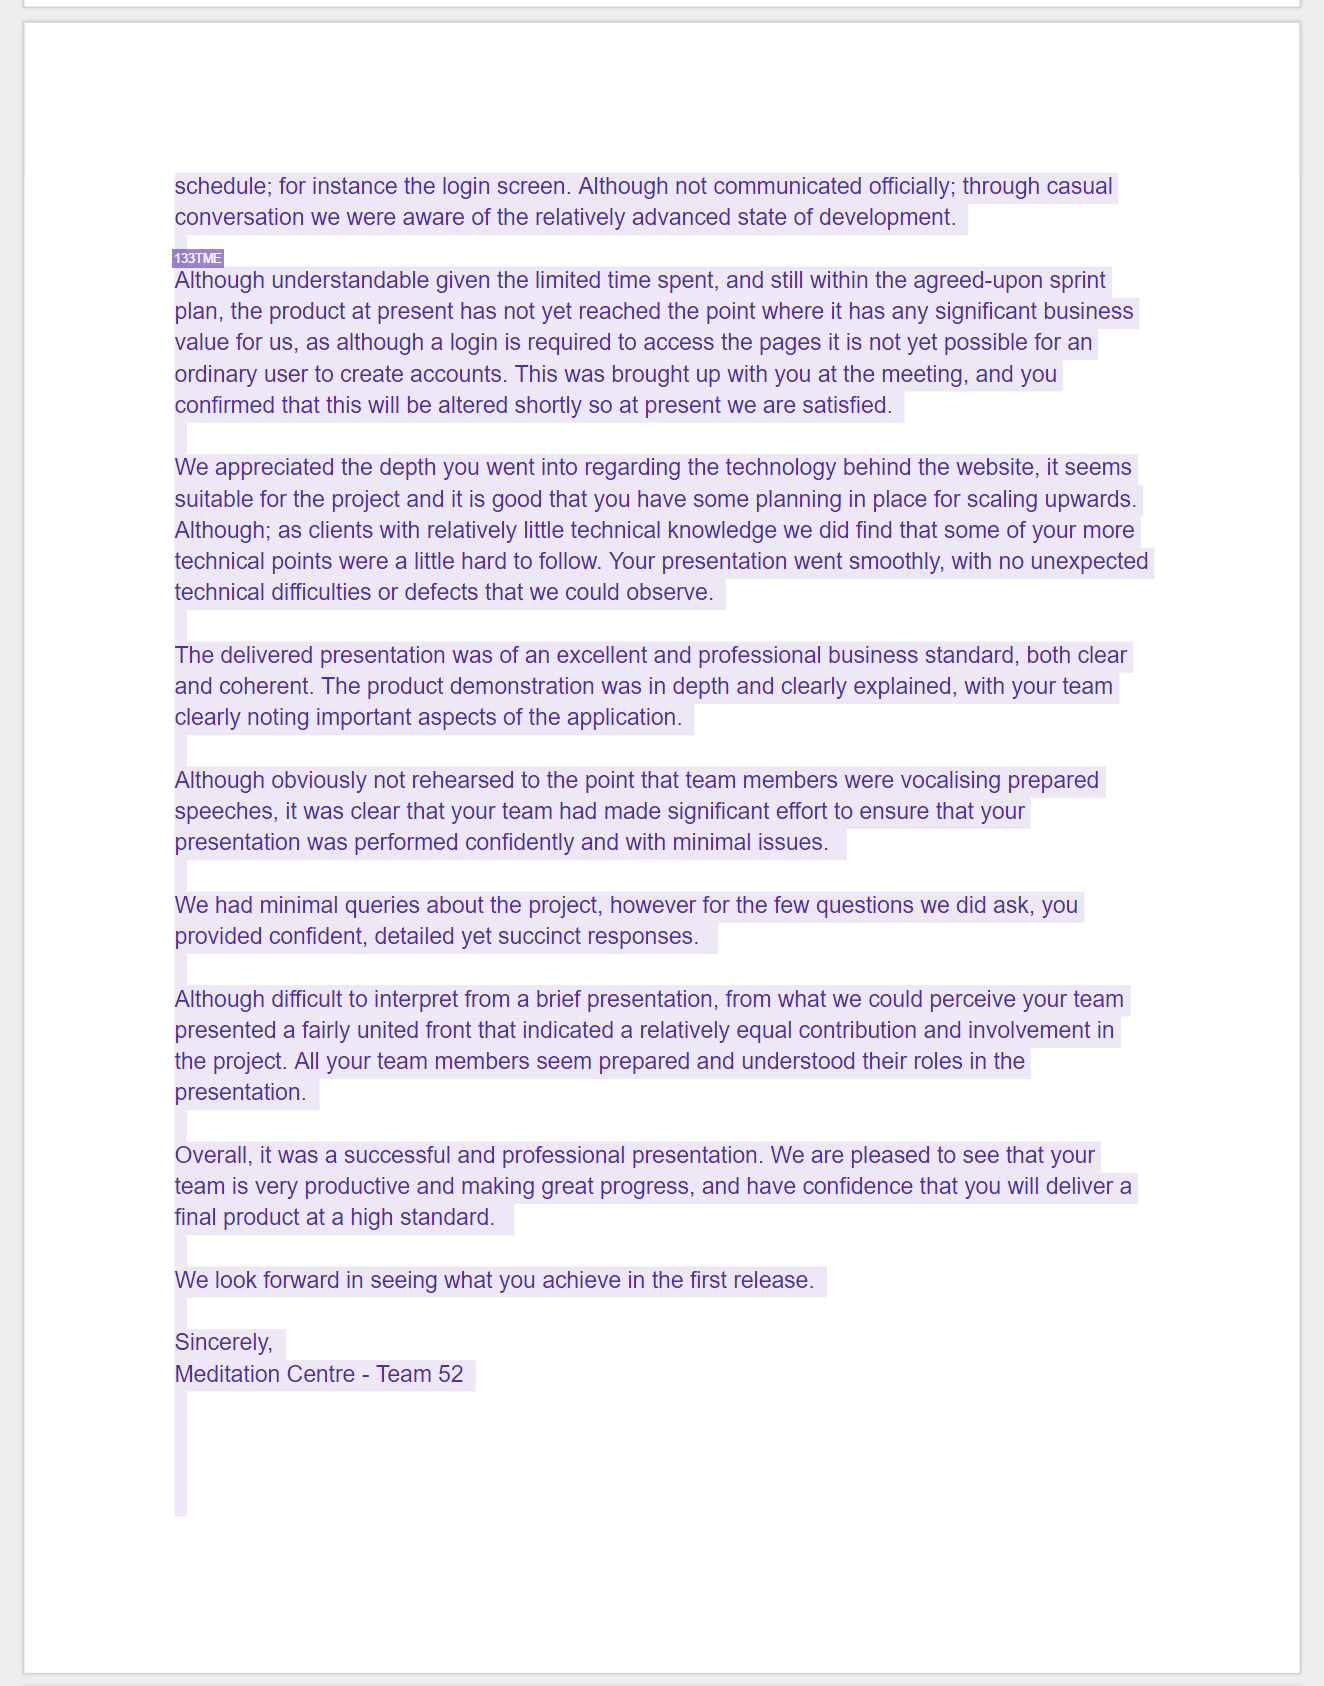 schedule; for instance the login screen. Although not communicated officially; through casual
conversation we were aware of the relatively advanced state of development.
133TME
Although understandable given the limited time spent, and still within the agreed-upon sprint
plan, the product at present has not yet reached the point where it has any significant business
value for us, as although a login is required to access the pages it is not yet possible for an
ordinary user to create accounts. This was brought up with you at the meeting, and you
confirmed that this will be altered shortly so at present we are satisfied.
We appreciated the depth you went into regarding the technology behind the website, it seems
suitable for the project and it is good that you have some planning in place for scaling upwards.
Although; as clients with relatively little technical knowledge we did find that some of your more
technical points were a little hard to follow. Your presentation went smoothly, with no unexpected
technical difficulties or defects that we could observe.
The delivered presentation was of an excellent and professional business standard, both clear
and coherent. The product demonstration was in depth and clearly explained, with your team
clearly noting important aspects of the application.
Although obviously not rehearsed to the point that team members were vocalising prepared
speeches, it was clear that your team had made significant effort to ensure that your
presentation was performed confidently and with minimal issues.
We had minimal queries about the project, however for the few questions we did ask, you
provided confident, detailed yet succinct responses.
Although difficult to interpret from a brief presentation, from what we could perceive your team
presented a fairly united front that indicated a relatively equal contribution and involvement in
the project. All your team members seem prepared and understood their roles in the
presentation.
Overall, it was a successful and professional presentation. We are pleased to see that your
team is very productive and making great progress, and have confidence that you will deliver a
final product at a high standard.
We look forward in seeing what you achieve in the first release.
Sincerely,
Meditation Centre - Team 52